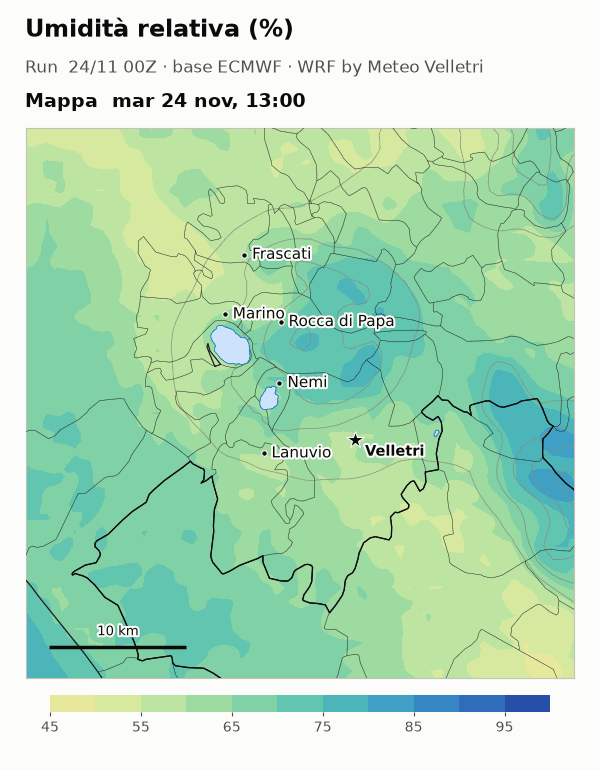 Umidità relativa (%)
Run  24/11 00Z · base ECMWF · WRF by Meteo Velletri
Mappa  mar 24 nov, 13:00
Frascati
Marino
Rocca di Papa
Nemi
Velletri
Lanuvio
10 km
45 55 65 75 85 95